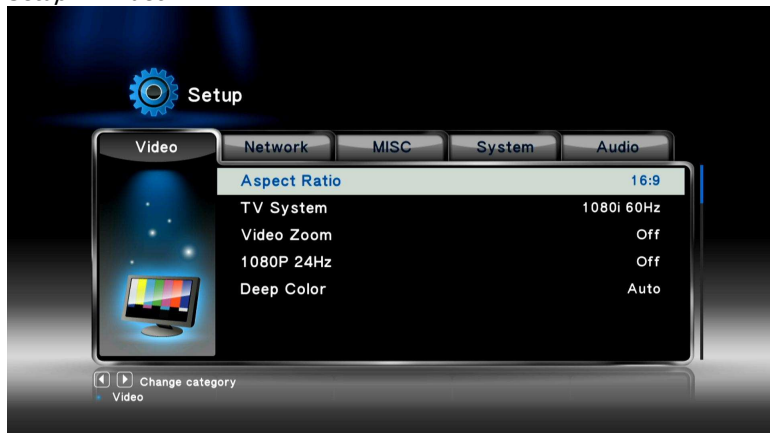 Setup
Video Network MISC System Audio
Aspect Ratio 16:9
TV System 1080i 60Hz
Video Zoom Off
1080P 24Hz Off
Deep Color Auto
Change category
Video